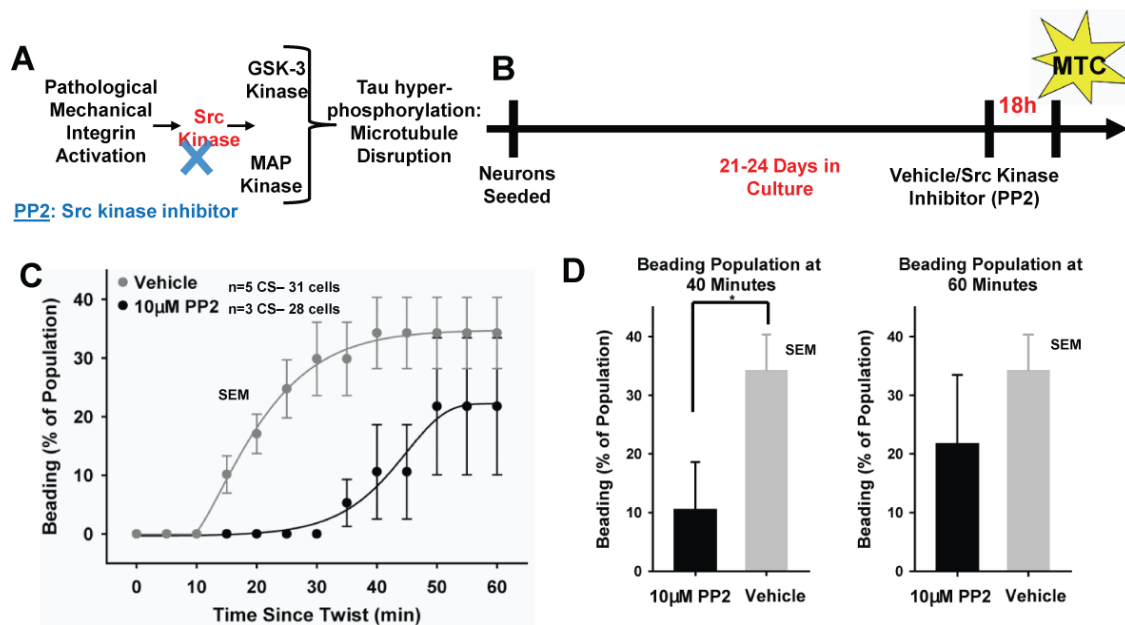 A
Pathological
Mechanical
Integrin
Activation
Src
Kinase
GSK-3
Kinase
MAP
Kinase
Tau hyper-
phosphorylation:
Microtubule
Disruption
PP2: Src kinase inhibitor
B
MTC
18h
21-24 Days in
Culture
Neurons
Seeded
Vehicle/Src Kinase
Inhibitor (PP2)
C
Vehicle n=5 CS– 31 cells
10µM PP2 n=3 CS– 28 cells
SEM
Beading (% of Population)
40
30
20
10
0
0 10 20 30 40 50 60
Time Since Twist (min)
D
Beading Population at
40 Minutes
*
SEM
Beading (% of Population)
40
30
20
10
0
10µM PP2 Vehicle
Beading Population at
60 Minutes
SEM
Beading (% of Population)
40
30
20
10
0
10µM PP2 Vehicle